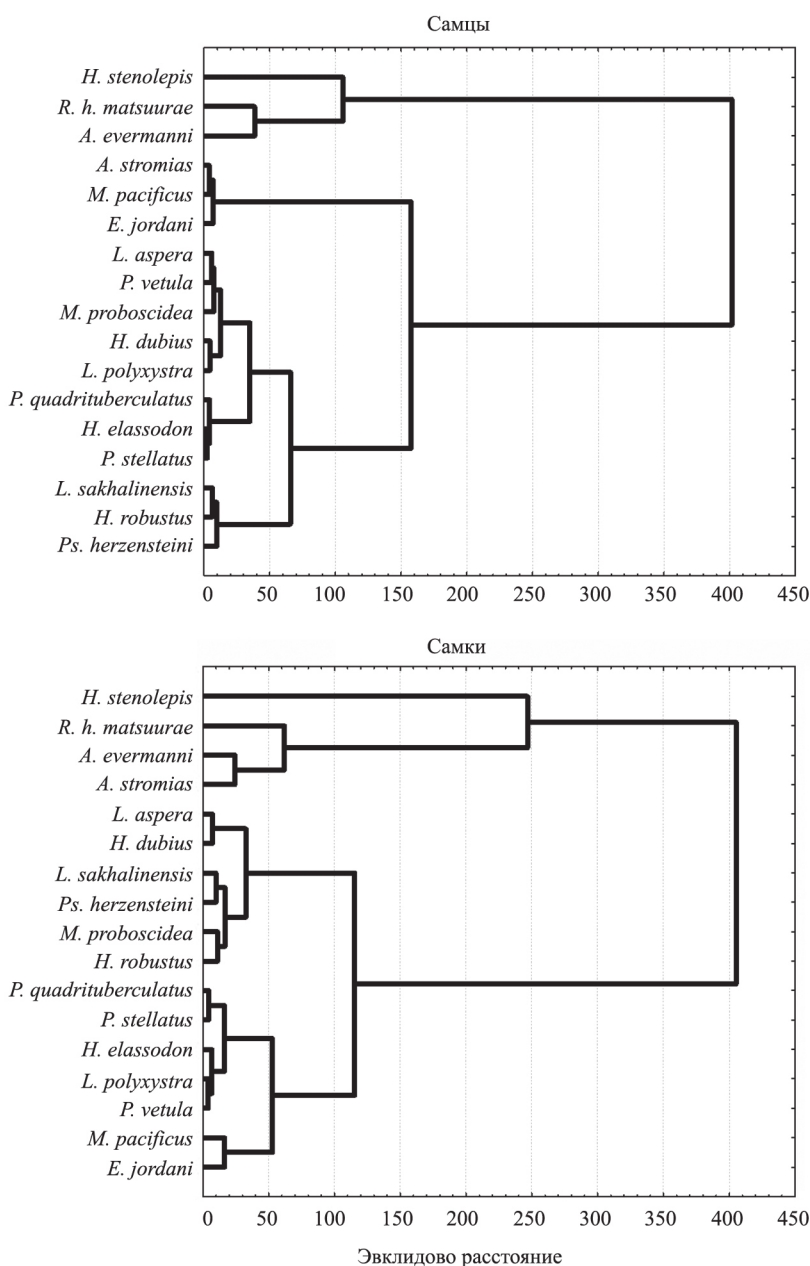 Самцы
H. stenolepis
R. h. matsuurae
A. evermanni
A. stromias
M. pacificus
E. jordani
L. aspera
P. vetula
M. proboscidea
H. dubius
L. polyxystra
P. quadrituberculatus
H. elassodon
P. stellatus
L. sakhalinensis
H. robustus
Ps. herzensteini
0 50 100 150 200 250 300 350 400 450
Самки
H. stenolepis
R. h. matsuurae
A. evermanni
A. stromias
L. aspera
H. dubius
L. sakhalinensis
Ps. herzensteini
M. proboscidea
H. robustus
P. quadrituberculatus
P. stellatus
H. elassodon
L. polyxystra
P. vetula
M. pacificus
E. jordani
0 50 100 150 200 250 300 350 400 450
Эвклидово расстояние